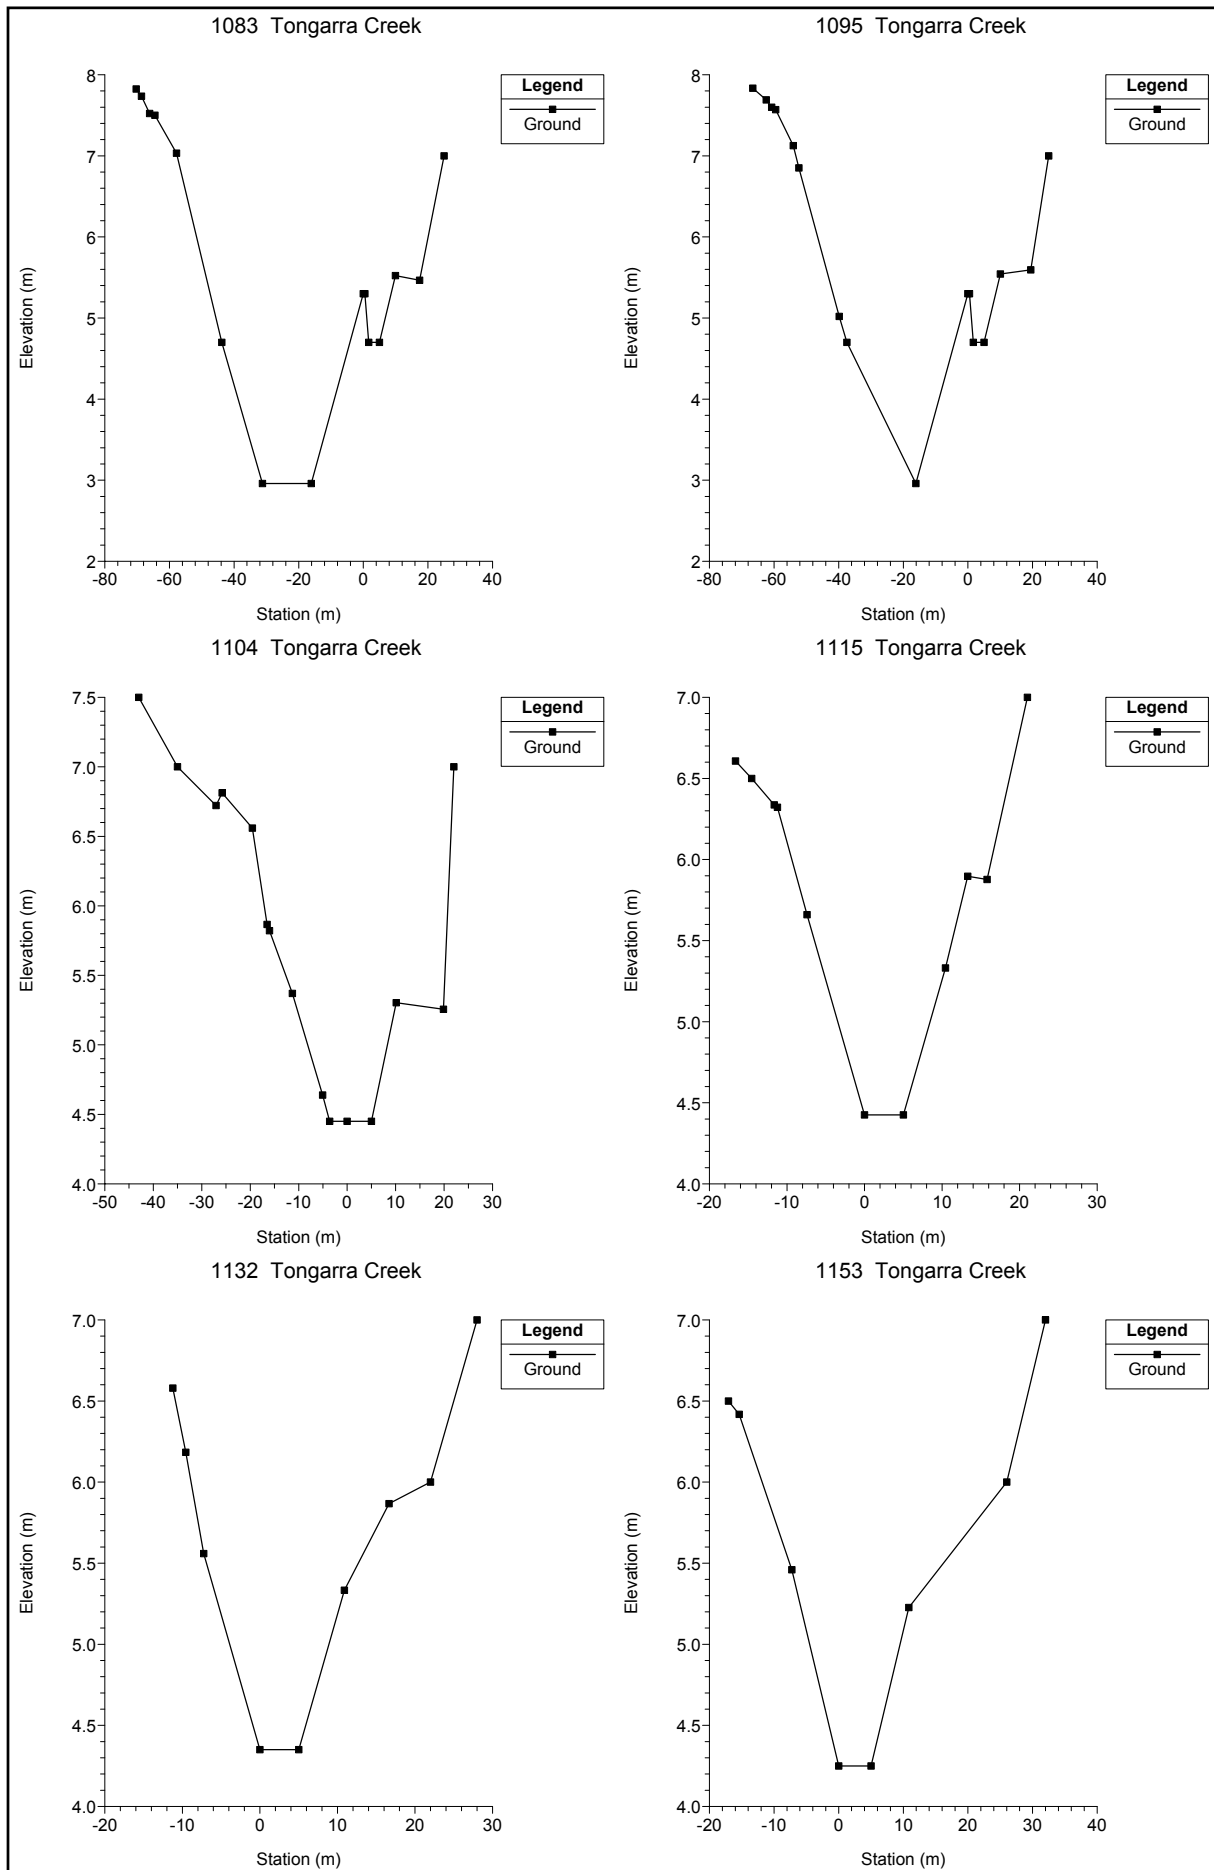 1083 Tongarra Creek
Legend
Ground
8
7
6
5
4
3
2
Elevation (m)
-80 -60 -40 -20 0 20 40
Station (m)
1095 Tongarra Creek
Legend
Ground
8
7
6
5
4
3
2
Elevation (m)
-80 -60 -40 -20 0 20 40
Station (m)
1104 Tongarra Creek
Legend
Ground
7.5
7.0
6.5
6.0
5.5
5.0
4.5
4.0
Elevation (m)
-50 -40 -30 -20 -10 0 10 20 30
Station (m)
1115 Tongarra Creek
Legend
Ground
7.0
6.5
6.0
5.5
5.0
4.5
4.0
Elevation (m)
-20 -10 0 10 20 30
Station (m)
1132 Tongarra Creek
Legend
Ground
7.0
6.5
6.0
5.5
5.0
4.5
4.0
Elevation (m)
-20 -10 0 10 20 30
Station (m)
1153 Tongarra Creek
Legend
Ground
7.0
6.5
6.0
5.5
5.0
4.5
4.0
Elevation (m)
-20 -10 0 10 20 30 40
Station (m)